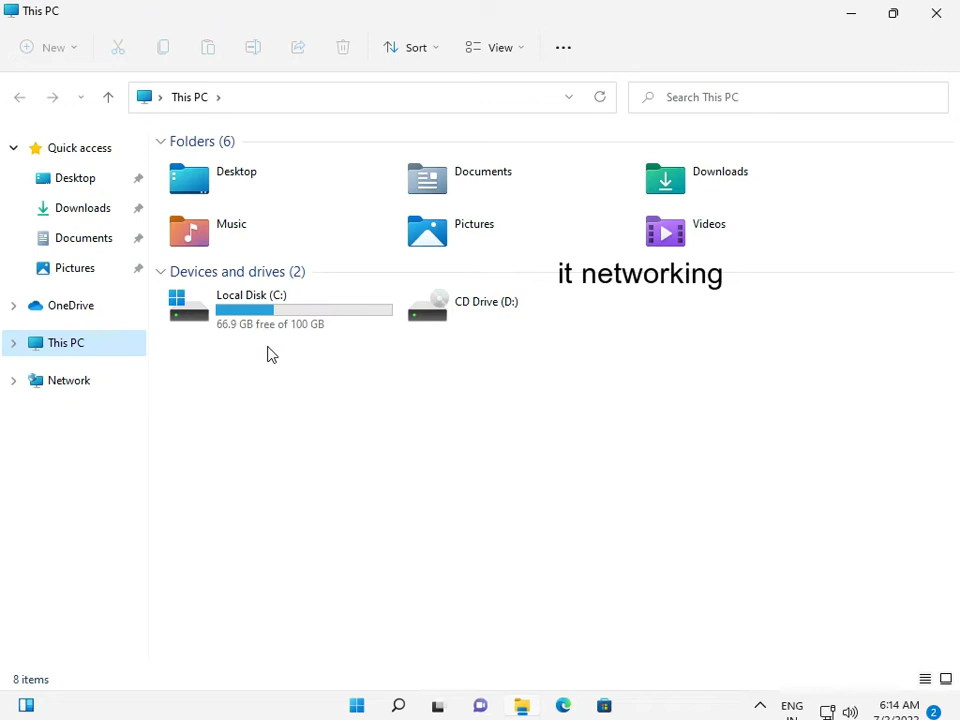 This PC
New
Sort
View
This PC
Search This PC
Quick access
Desktop
Downloads
Documents
Pictures
OneDrive
This PC
Network
Folders (6)
Desktop
Documents
Downloads
Music
Pictures
Videos
Devices and drives (2)
it networking
Local Disk (C:)
66.9 GB free of 100 GB
CD Drive (D:)
8 items
ENG
IN
6:14 AM
2